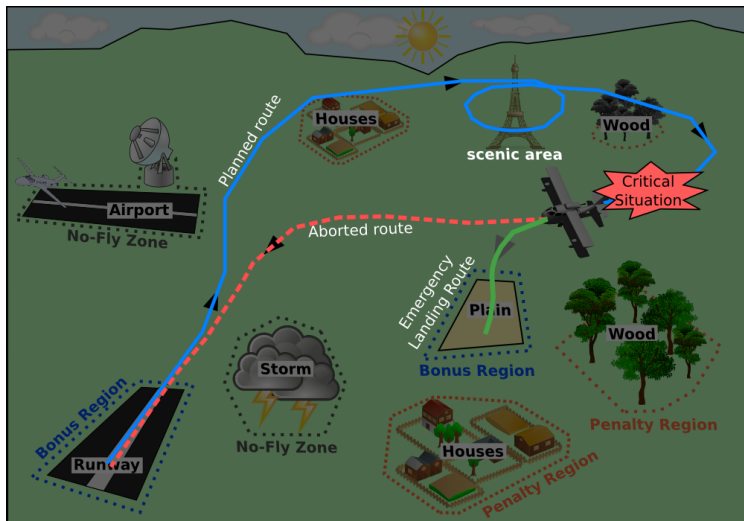 Houses
Planned route
scenic area
Wood
Critical
Situation
Airport
No-Fly Zone
Aborted route
Emergency
Landing Route
Plain
Wood
Storm
Bonus Region
Bonus Region
Penalty Region
No-Fly Zone
Runway
Houses
Penalty Region